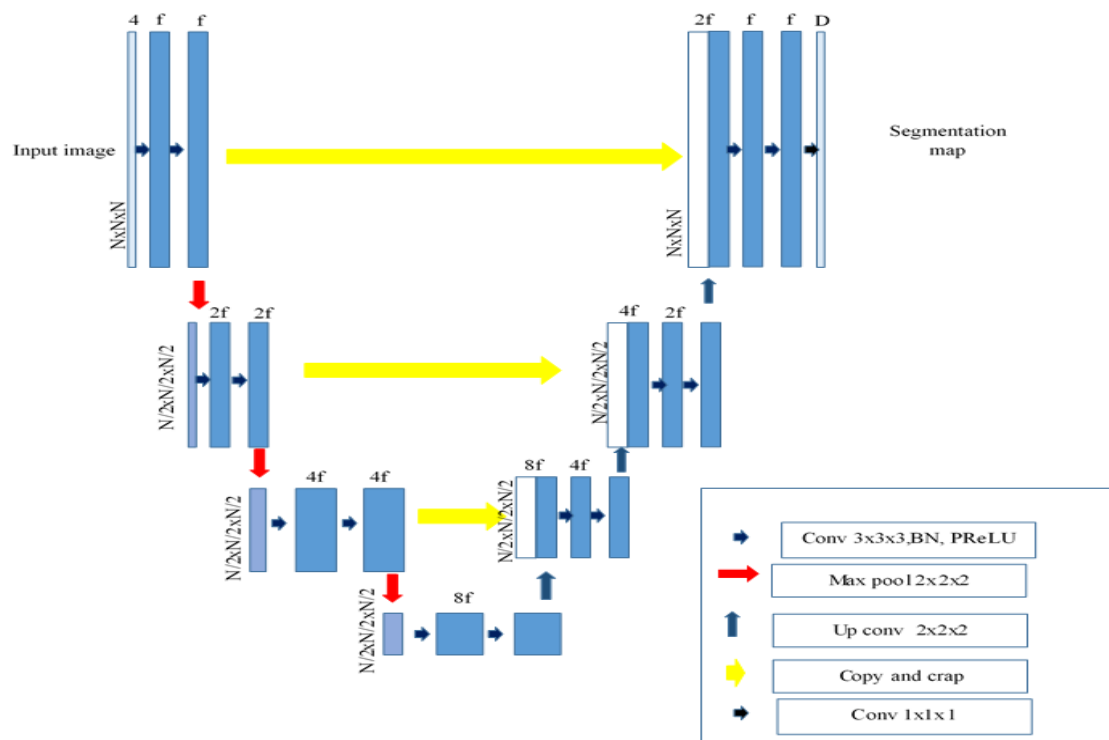 4 f f
2f f f D
Input image
Segmentation
map
NxNxN
NxNxN
2f 2f
4f 2f
N/2xN/2xN/2
N/2xN/2xN/2
4f 4f
8f 4f
N/2xN/2xN/2
N/2xN/2xN/2
8f
N/2xN/2xN/2
Conv 3x3x3,BN, PReLU
Max pool 2x2x2
Up conv 2x2x2
Copy and crap
Conv 1x1x1